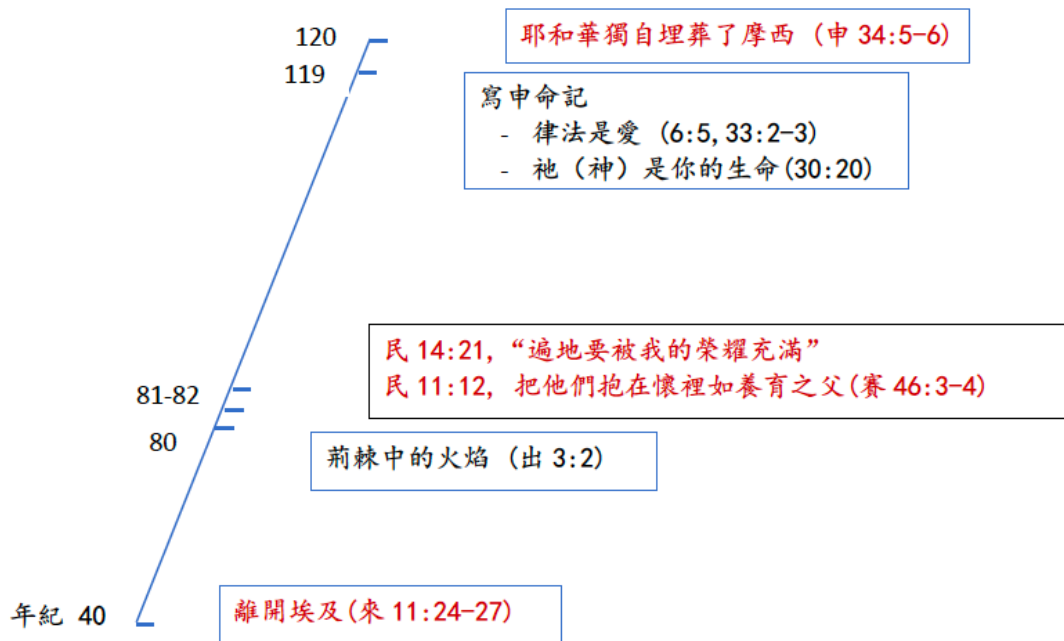 120
耶和華獨自埋葬了摩西 (申 34:5-6)
119
寫申命記
- 律法是愛 (6:5, 33:2-3)
- 祂（神）是你的生命(30:20)
民 14:21, “遍地要被我的榮耀充滿”
民 11:12, 把他們抱在懷裡如養育之父(賽 46:3-4)
81-82
80
荊棘中的火焰 (出 3:2)
年紀 40
離開埃及(來 11:24-27)